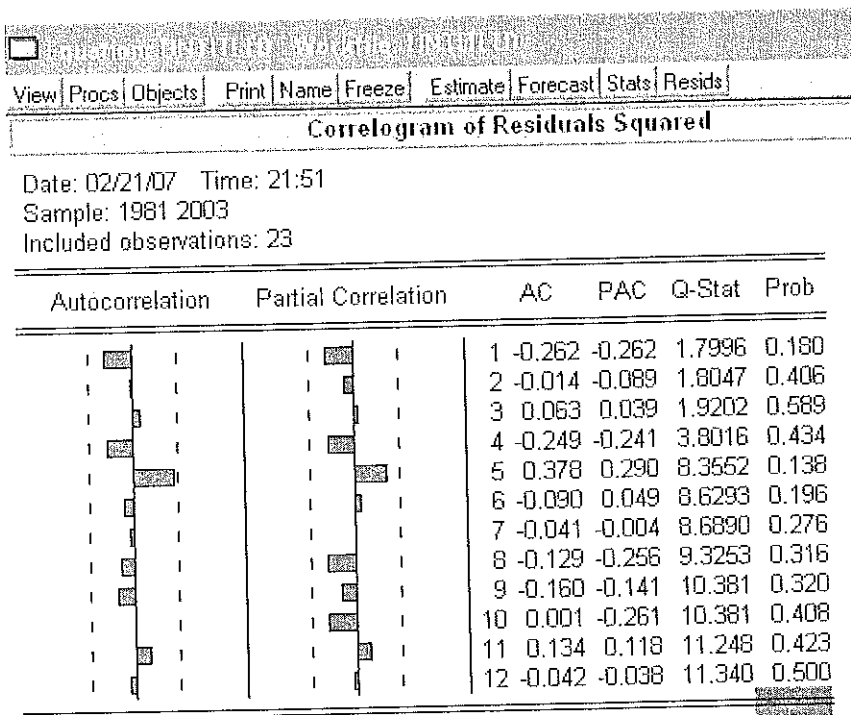 View Procs Objects Print Name Freeze Estimate Forecast Stats Resids
Correlogram of Residuals Squared
Date: 02/21/07 Time: 21:51
Sample: 1981 2003
Included observations: 23
Autocorrelation Partial Correlation AC PAC Q-Stat Prob
1 -0.262 -0.262 1.7996 0.180
2 -0.014 -0.089 1.8047 0.406
3 0.063 0.039 1.9202 0.589
4 -0.249 -0.241 3.8016 0.434
5 0.378 0.290 8.3552 0.138
6 -0.090 0.049 8.6293 0.196
7 -0.041 -0.004 8.6890 0.276
8 -0.129 -0.256 9.3253 0.316
9 -0.160 -0.141 10.381 0.320
10 0.001 -0.261 10.381 0.408
11 0.134 0.118 11.248 0.423
12 -0.042 -0.038 11.340 0.500